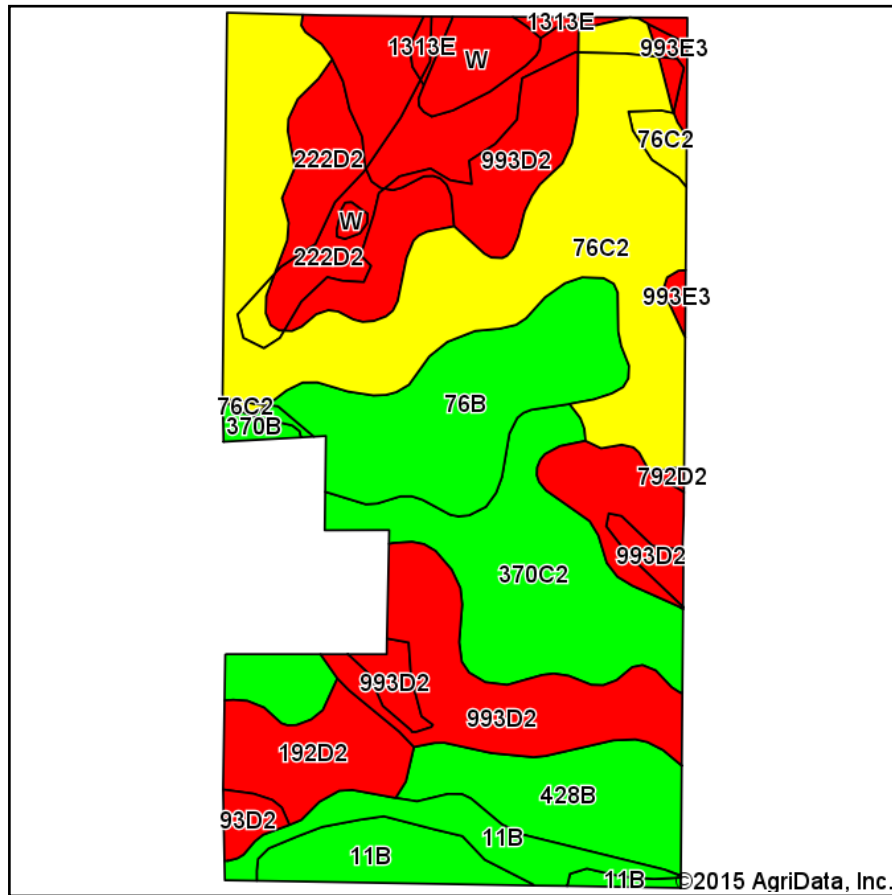 1313E
1313E
993E3
W
76C2
222D2
993D2
W
76C2
222D2
993E3
76C2
76B
370B
792D2
993D2
370C2
993D2
993D2
192D2
428B
93D2
11B
11B
11B
©2015 AgriData, Inc.